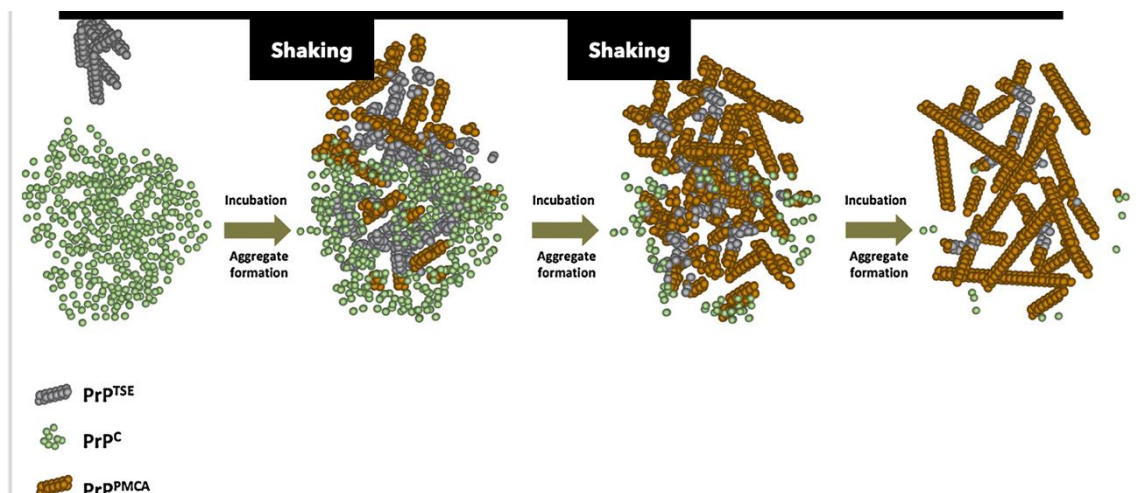 Shaking
Shaking
Incubation
Aggregate
formation
Incubation
Aggregate
formation
Incubation
Aggregate
formation
PrPᵀˢᴱ
PrPᶜ
PrPᴾᴹᶜᴬ